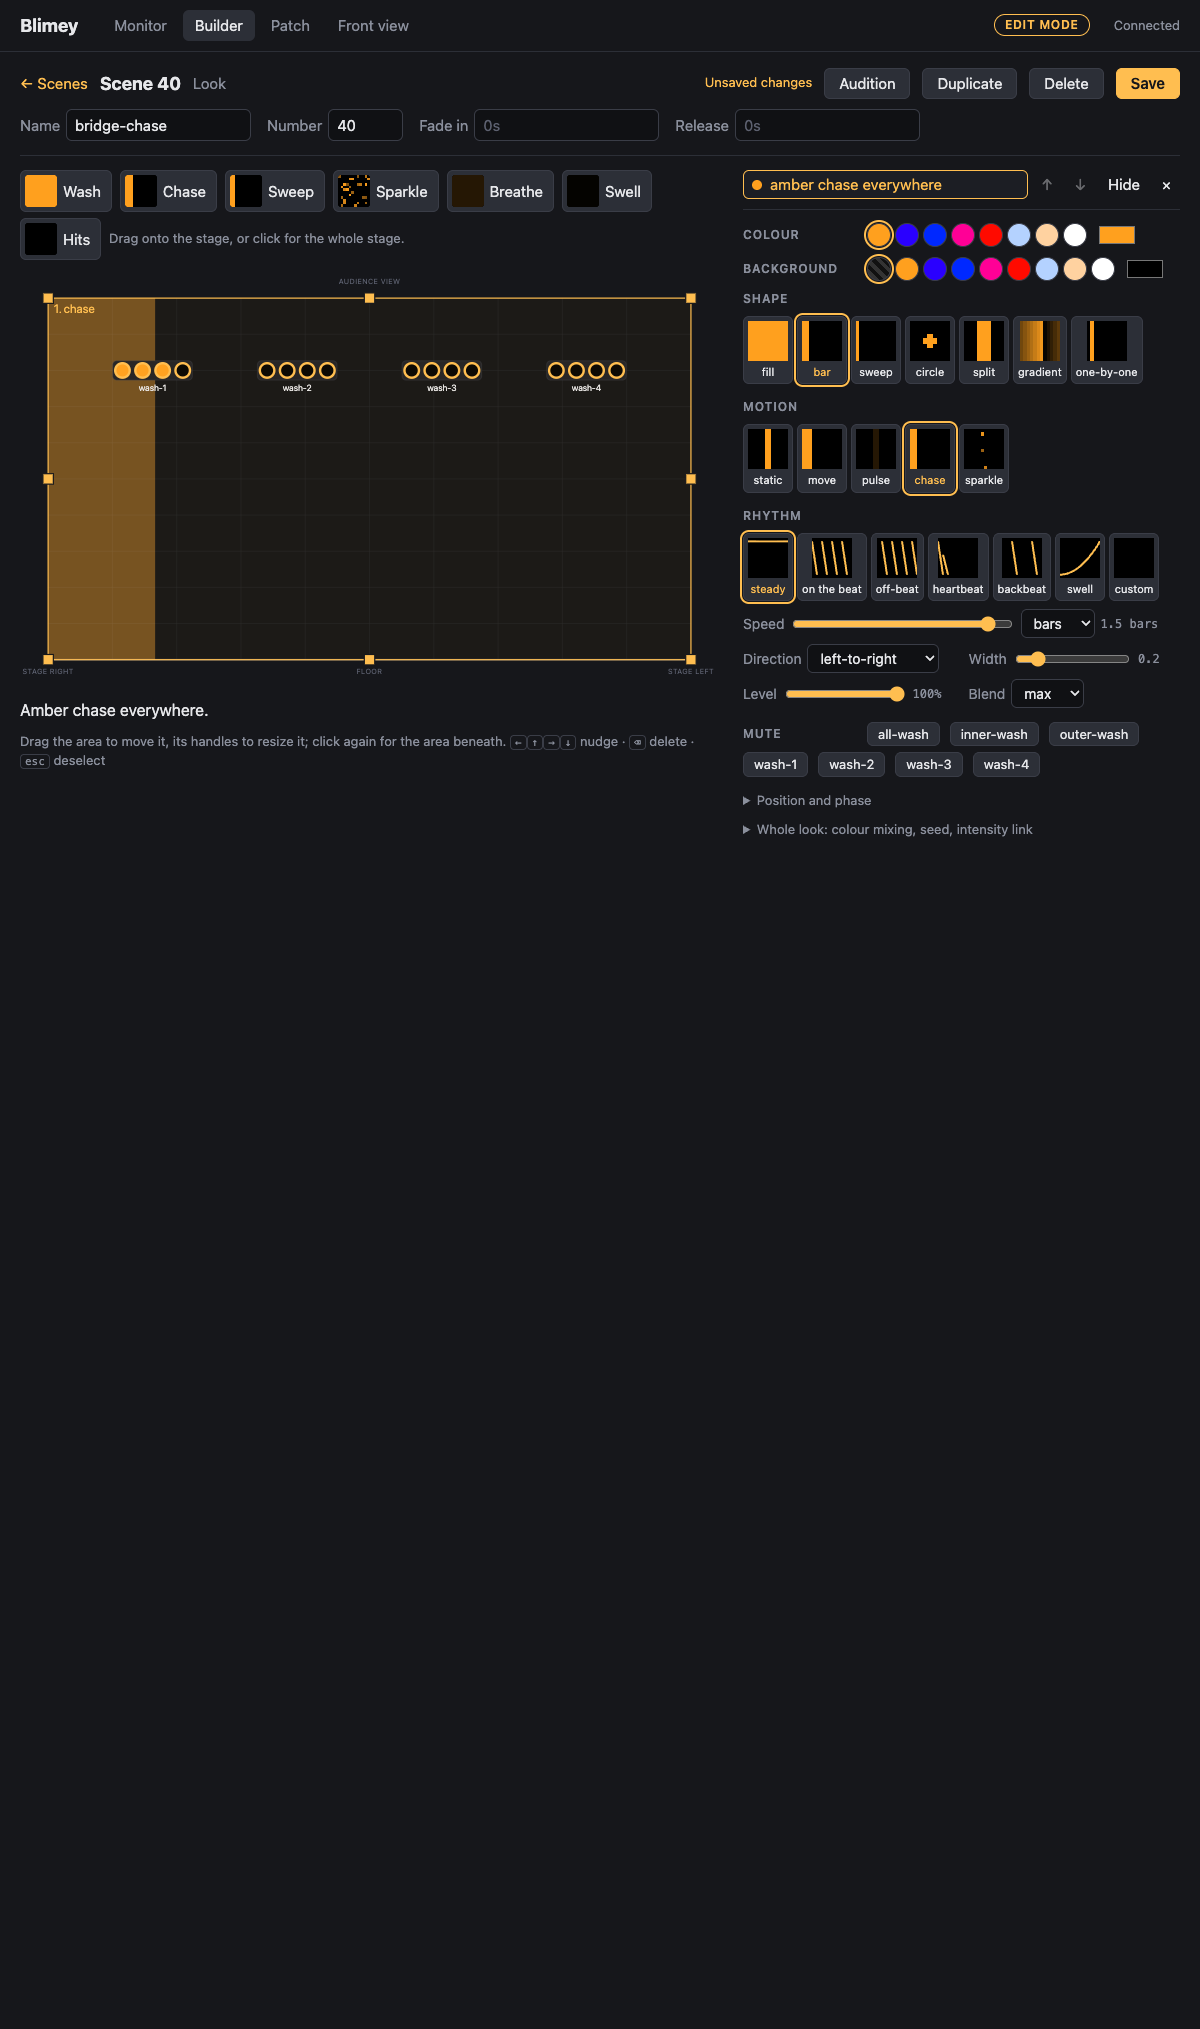 Blimey Monitor Builder Patch Front view EDIT MODE Connected
← Scenes Scene 40 Look Unsaved changes Audition Duplicate Delete Save
Name bridge-chase Number 40 Fade in 0s Release 0s
Wash Chase Sweep Sparkle Breathe Swell
Hits Drag onto the stage, or click for the whole stage.
AUDIENCE VIEW
1. chase
wash-1 wash-2 wash-3 wash-4
STAGE RIGHT FLOOR STAGE LEFT
Amber chase everywhere.
Drag the area to move it, its handles to resize it; click again for the area beneath. ← ↑ → ↓ nudge · ⌫ delete ·
esc deselect
amber chase everywhere ↑ ↓ Hide ×
COLOUR
BACKGROUND
SHAPE
fill bar sweep circle split gradient one-by-one
MOTION
static move pulse chase sparkle
RHYTHM
steady on the beat off-beat heartbeat backbeat swell custom
Speed bars 1.5 bars
Direction left-to-right Width 0.2
Level 100% Blend max
MUTE all-wash inner-wash outer-wash
wash-1 wash-2 wash-3 wash-4
▶ Position and phase
▶ Whole look: colour mixing, seed, intensity link